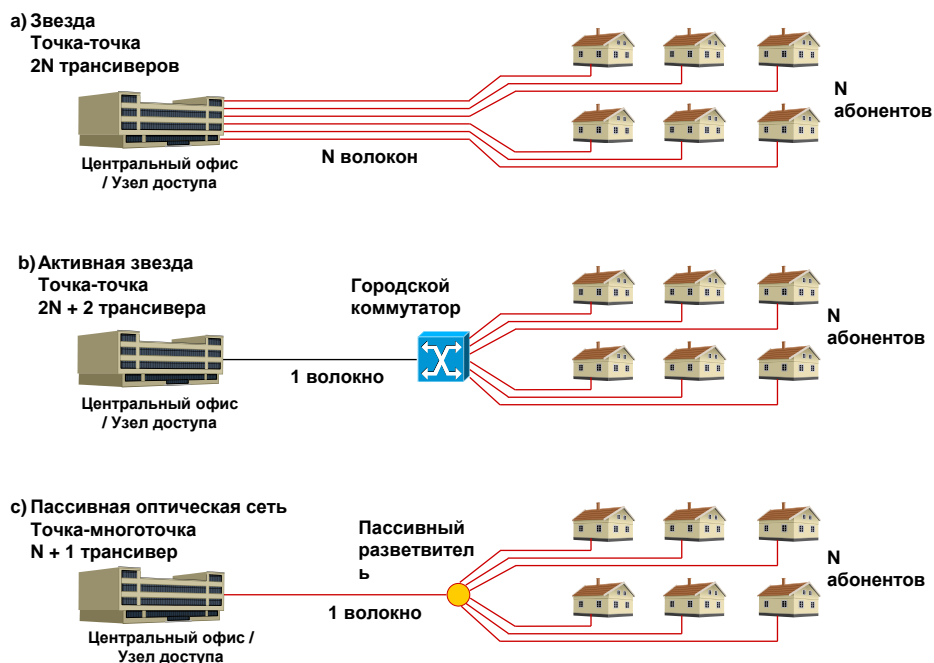 a) Звезда
Точка-точка
2N трансиверов
N
абонентов
N волокон
Центральный офис
/ Узел доступа
b) Активная звезда
Точка-точка
2N + 2 трансивера
Городской
коммутатор
N
абонентов
1 волокно
Центральный офис
/ Узел доступа
c) Пассивная оптическая сеть
Точка-многоточка
N + 1 трансивер
Пассивный
разветвител
ь
N
абонентов
1 волокно
Центральный офис /
Узел доступа